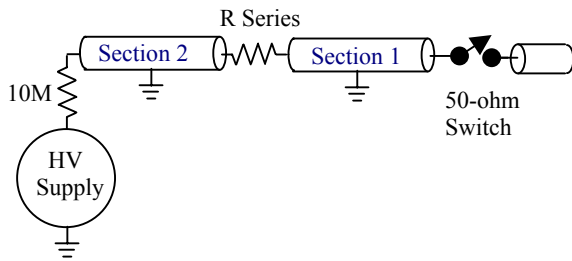 R Series
Section 2
Section 1
10M
50-ohm
Switch
HV
Supply